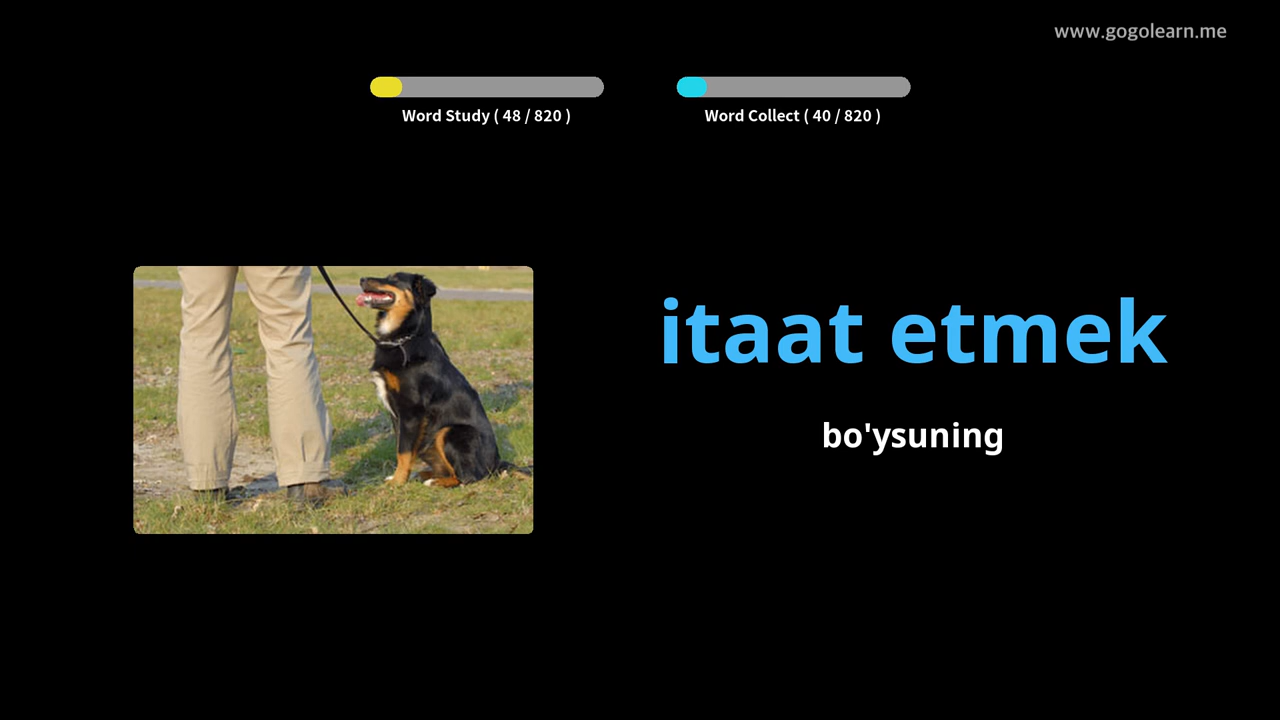 www.gogolearn.me
Word Study ( 48 / 820 )
Word Collect ( 40 / 820 )
itaat etmek
bo'ysuning